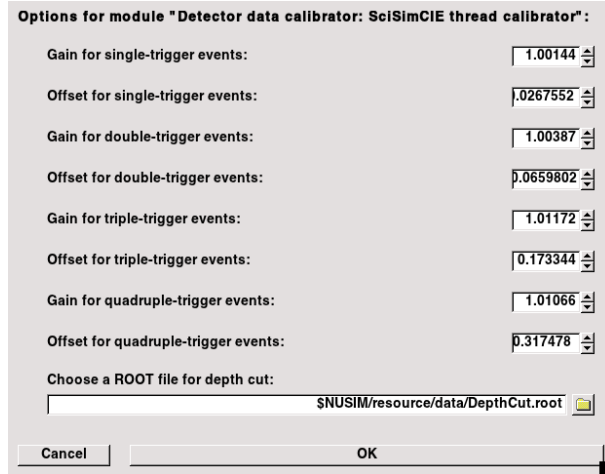 Options for module "Detector data calibrator: SciSimCIE thread calibrator":
Gain for single-trigger events: 1.00144
Offset for single-trigger events: 0.0267552
Gain for double-trigger events: 1.00387
Offset for double-trigger events: 0.0659802
Gain for triple-trigger events: 1.01172
Offset for triple-trigger events: 0.173344
Gain for quadruple-trigger events: 1.01066
Offset for quadruple-trigger events: 0.317478
Choose a ROOT file for depth cut:
$NUSIM/resource/data/DepthCut.root
Cancel OK